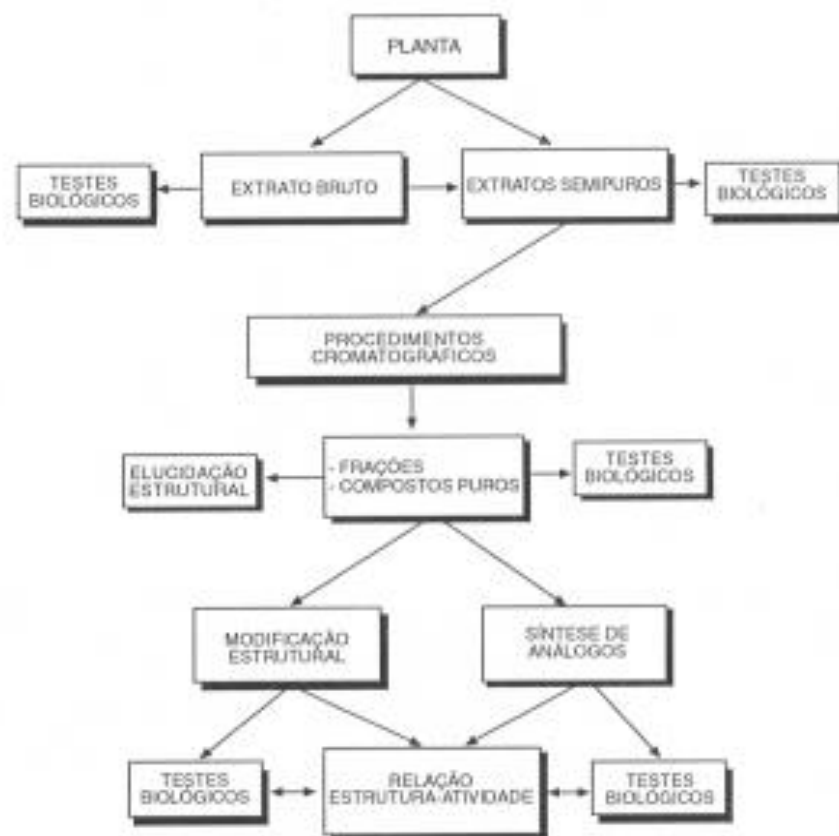 PLANTA
TESTES
BIOLÓGICOS
EXTRATO BRUTO
EXTRATOS SEMIPUROS
TESTES
BIOLÓGICOS
PROCEDIMENTOS
CROMATOGRÁFICOS
ELUCIDAÇÃO
ESTRUTURAL
- FRAÇÕES
- COMPOSTOS PUROS
TESTES
BIOLÓGICOS
MODIFICAÇÃO
ESTRUTURAL
SÍNTESE DE
ANÁLOGOS
TESTES
BIOLÓGICOS
RELAÇÃO
ESTRUTURA-ATIVIDADE
TESTES
BIOLÓGICOS